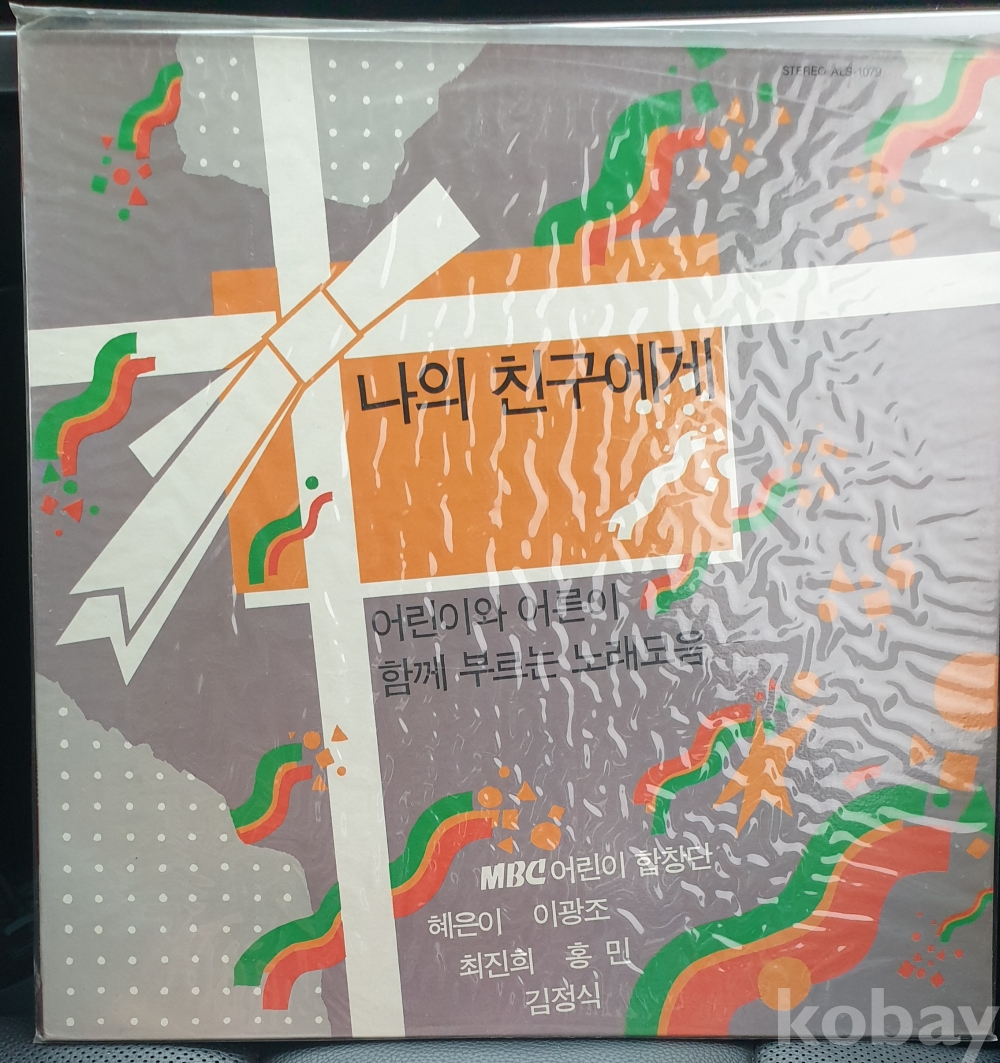 STEREO ALS-1079
나의 친구에게
어린이와 어른이
함께 부르는 노래모음
MBC 어린이 합창단
혜은이 이광조
최진희 홍 민
김정식
kobay